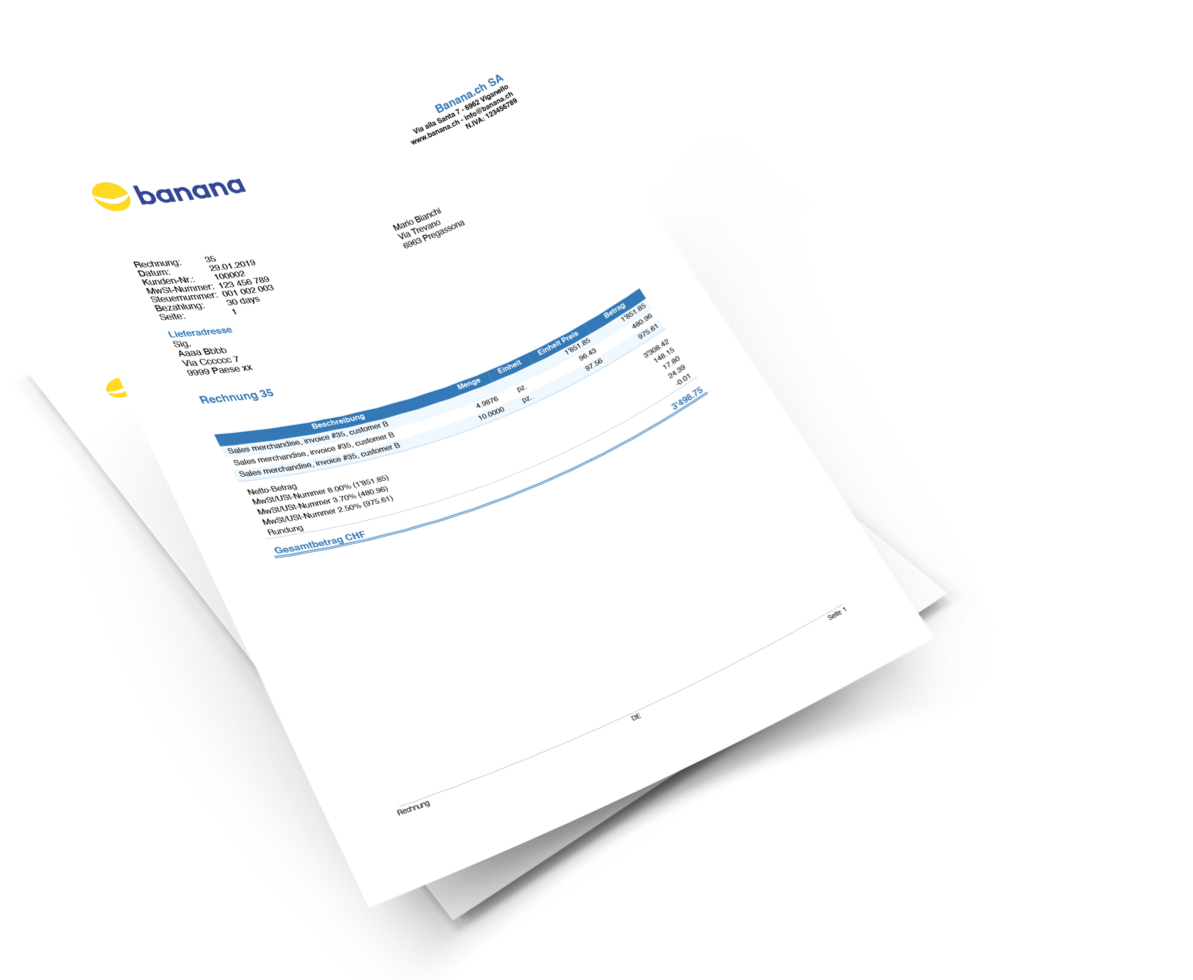 Banana.ch SA
Via alla Santa 7 - 6962 Viganello
www.banana.ch - info@banana.ch
N.IVA: 123456789
banana
Mario Bianchi
Via Trevano
6963 Pregassona
Rechnung: 35
Datum: 29.01.2019
Kunden-Nr.: 100002
MwSt-Nummer: 123 456 789
Steuernummer: 001 002 003
Bezahlung: 30 days
Seite: 1
Lieferadresse
Sig.
Aaaa Bbbb
Via Cccccc 7
9999 Paese xx
Rechnung 35
Beschreibung Menge Einheit Einheit Preis Betrag
Sales merchandise, invoice #35, customer B 1'851.85 1'851.85
Sales merchandise, invoice #35, customer B 4.9876 pz.. 96.43 480.96
Sales merchandise, invoice #35, customer B 10.0000 pz.. 97.56 975.61
Netto-Betrag 3'308.42
MwSt/USt-Nummer 8.00% (1'851.85) 148.15
MwSt/USt-Nummer 3.70% (480.96) 17.80
MwSt/USt-Nummer 2.50% (975.61) 24.39
Rundung -0.01
Gesamtbetrag CHF 3'498.75
Rechnung DE Seite 1